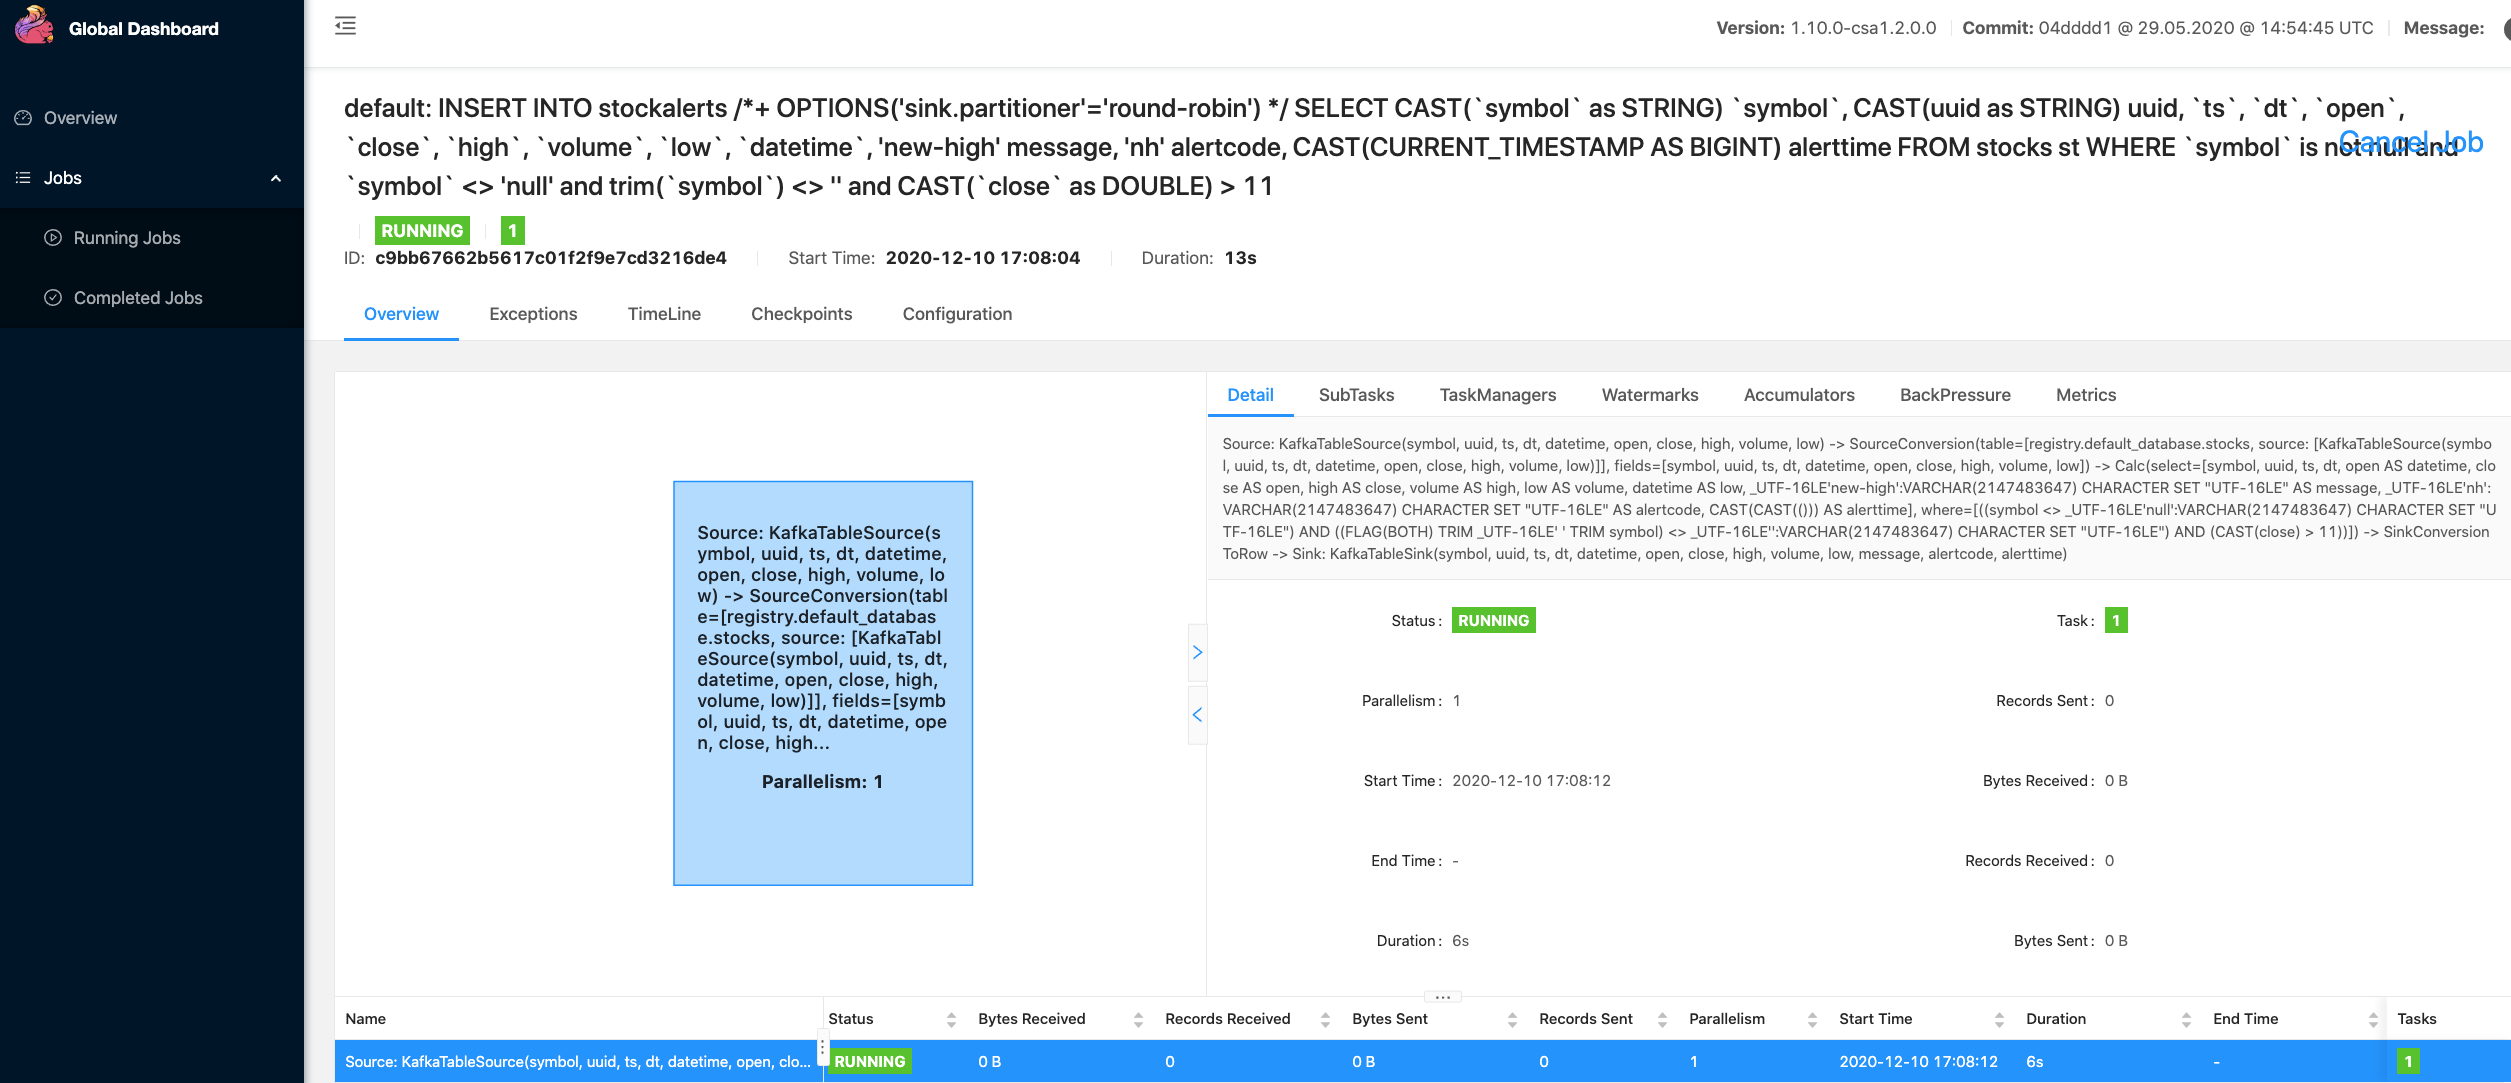 Global Dashboard
Overview
Jobs
Running Jobs
Completed Jobs
Version: 1.10.0-csa1.2.0.0 Commit: 04dddd1 @ 29.05.2020 @ 14:54:45 UTC Message:
default: INSERT INTO stockalerts /*+ OPTIONS('sink.partitioner'='round-robin') */ SELECT CAST(`symbol` as STRING) `symbol`, CAST(uuid as STRING) uuid, `ts`, `dt`, `open`,
`close`, `high`, `volume`, `low`, `datetime`, 'new-high' message, 'nh' alertcode, CAST(CURRENT_TIMESTAMP AS BIGINT) alerttime FROM stocks st WHERE `symbol` is not null and
`symbol` <> 'null' and trim(`symbol`) <> '' and CAST(`close` as DOUBLE) > 11
Cancel Job
RUNNING 1
ID: c9bb67662b5617c01f2f9e7cd3216de4 Start Time: 2020-12-10 17:08:04 Duration: 13s
Overview Exceptions TimeLine Checkpoints Configuration
Source: KafkaTableSource(s
ymbol, uuid, ts, dt, datetime,
open, close, high, volume, lo
w) -> SourceConversion(tabl
e=[registry.default_databas
e.stocks, source: [KafkaTabl
eSource(symbol, uuid, ts, dt,
datetime, open, close, high,
volume, low)]], fields=[symb
ol, uuid, ts, dt, datetime, ope
n, close, high...
Parallelism: 1
Detail SubTasks TaskManagers Watermarks Accumulators BackPressure Metrics
Source: KafkaTableSource(symbol, uuid, ts, dt, datetime, open, close, high, volume, low) -> SourceConversion(table=[registry.default_database.stocks, source: [KafkaTableSource(symbo
l, uuid, ts, dt, datetime, open, close, high, volume, low)]], fields=[symbol, uuid, ts, dt, datetime, open, close, high, volume, low]) -> Calc(select=[symbol, uuid, ts, dt, open AS datetime, clo
se AS open, high AS close, volume AS high, low AS volume, datetime AS low, _UTF-16LE'new-high':VARCHAR(2147483647) CHARACTER SET "UTF-16LE" AS message, _UTF-16LE'nh':
VARCHAR(2147483647) CHARACTER SET "UTF-16LE" AS alertcode, CAST(CAST(())) AS alerttime], where=[((symbol <> _UTF-16LE'null':VARCHAR(2147483647) CHARACTER SET "U
TF-16LE") AND ((FLAG(BOTH) TRIM _UTF-16LE' ' TRIM symbol) <> _UTF-16LE'':VARCHAR(2147483647) CHARACTER SET "UTF-16LE") AND (CAST(close) > 11))]) -> SinkConversion
ToRow -> Sink: KafkaTableSink(symbol, uuid, ts, dt, datetime, open, close, high, volume, low, message, alertcode, alerttime)
Status: RUNNING Task: 1
Parallelism: 1 Records Sent: 0
Start Time: 2020-12-10 17:08:12 Bytes Received: 0 B
End Time: - Records Received: 0
Duration: 6s Bytes Sent: 0 B
Name Status Bytes Received Records Received Bytes Sent Records Sent Parallelism Start Time Duration End Time Tasks
Source: KafkaTableSource(symbol, uuid, ts, dt, datetime, open, clo... RUNNING 0 B 0 0 B 0 1 2020-12-10 17:08:12 6s - 1